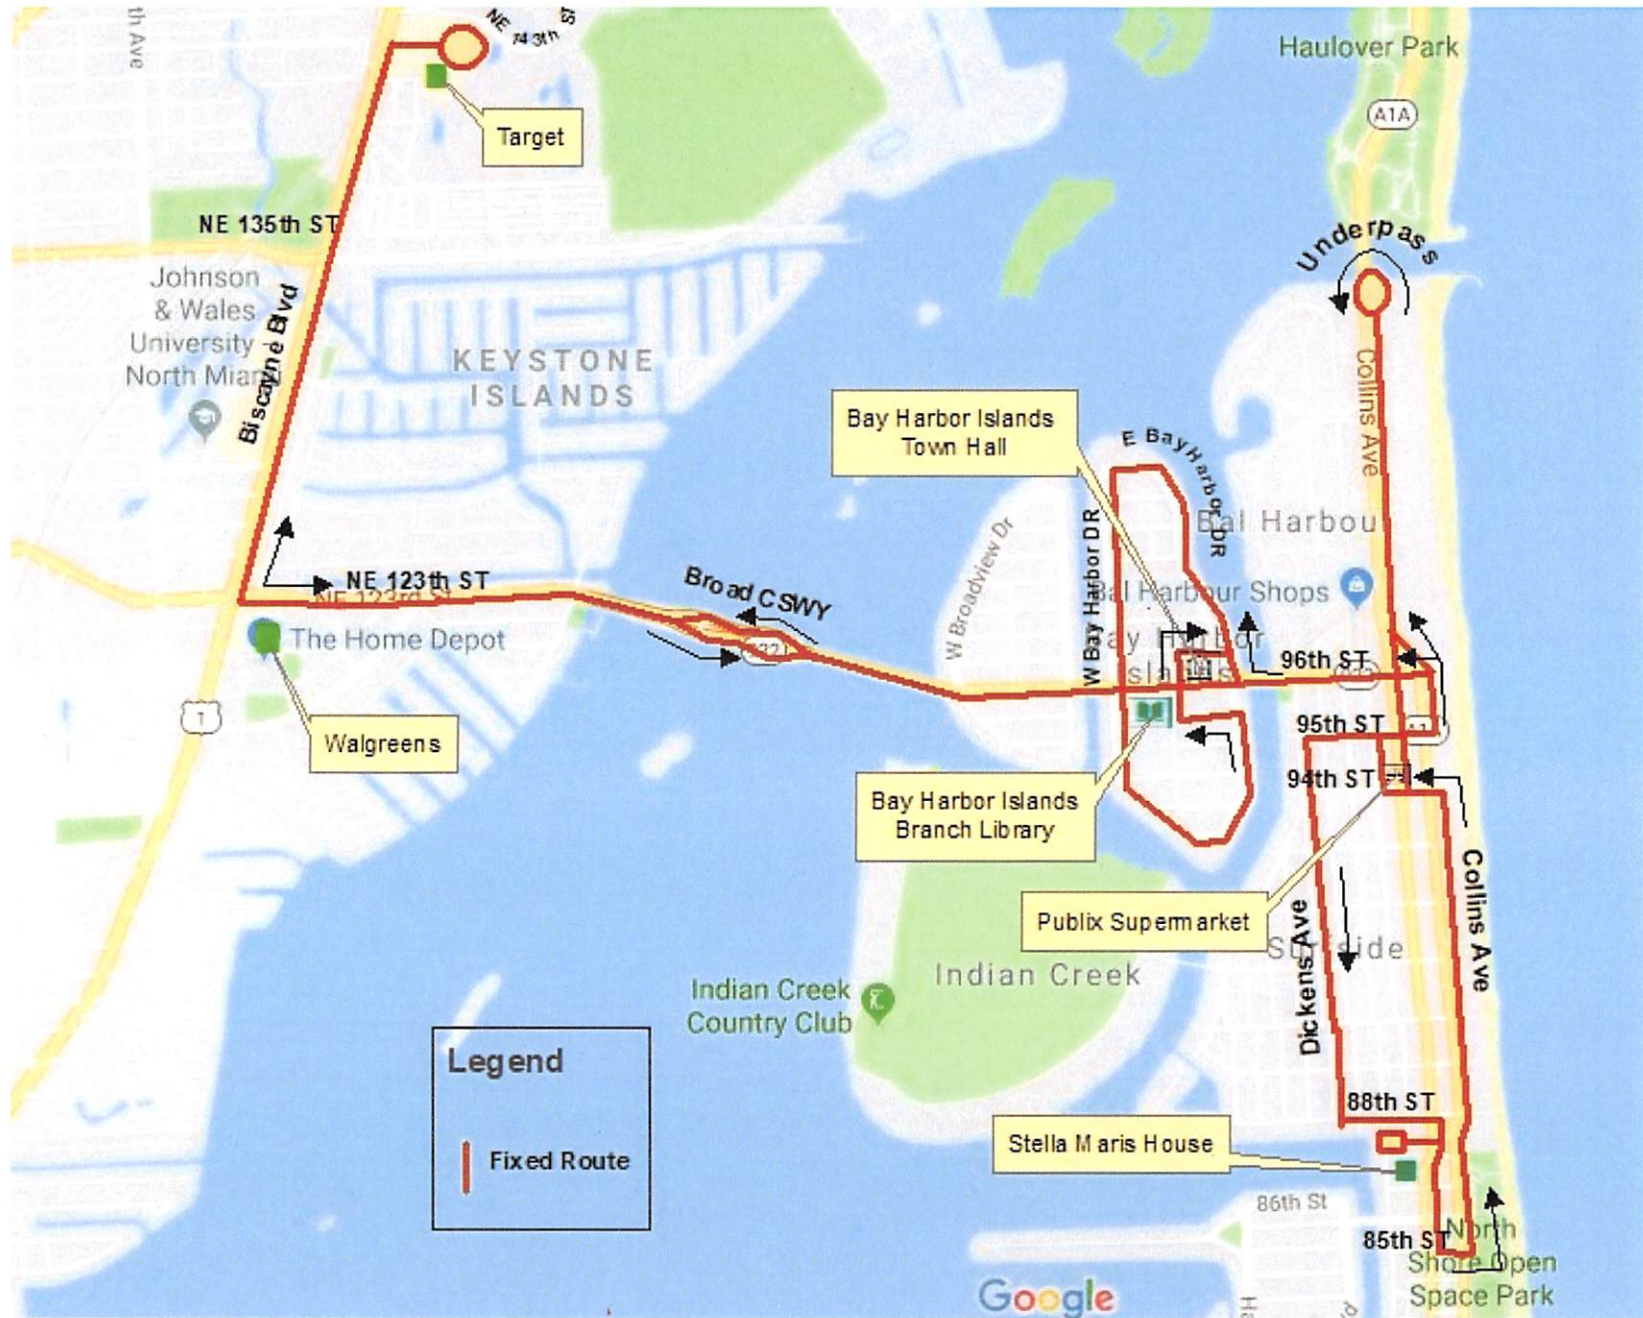 th Ave
NE 143th ST
Haulover Park
A1A
Target
NE 135th ST
Underpass
Johnson
& Wales
University
North Miami
Biscayne Blvd
KEYSTONE
ISLANDS
Collins Ave
Bay Harbor Islands
Town Hall
E BayHarbor DR
W Bay Harbor DR
Bal Harbour
W Broadview Dr
NE 123th ST
NE 123rd St
Broad CSWY
Bal Harbour Shops
The Home Depot
Bay Harbor
Islands
96th ST
1
922
95th ST
Walgreens
94th ST
Bay Harbor Islands
Branch Library
Publix Supermarket
Collins Ave
Dickens Ave
Surfside
Indian Creek
Indian Creek
Country Club
Legend
Fixed Route
88th ST
Stella Maris House
86th St
85th ST
North
Shore Open
Space Park
Google